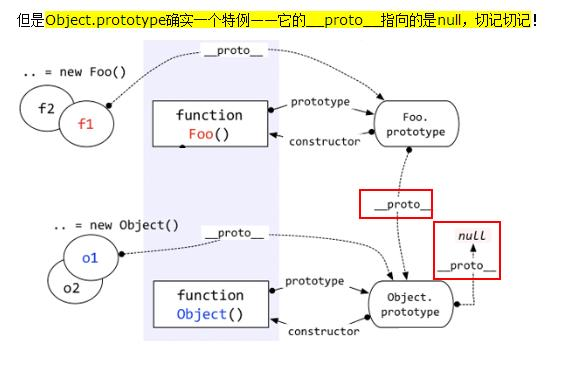 但是Object.prototype确实一个特例——它的__proto__指向的是null，切记切记！
__proto__
.. = new Foo()
f2
f1
function
Foo()
prototype
constructor
Foo.
prototype
__proto__
.. = new Object()
__proto__
null
__proto__
o1
o2
function
Object()
prototype
constructor
Object.
prototype